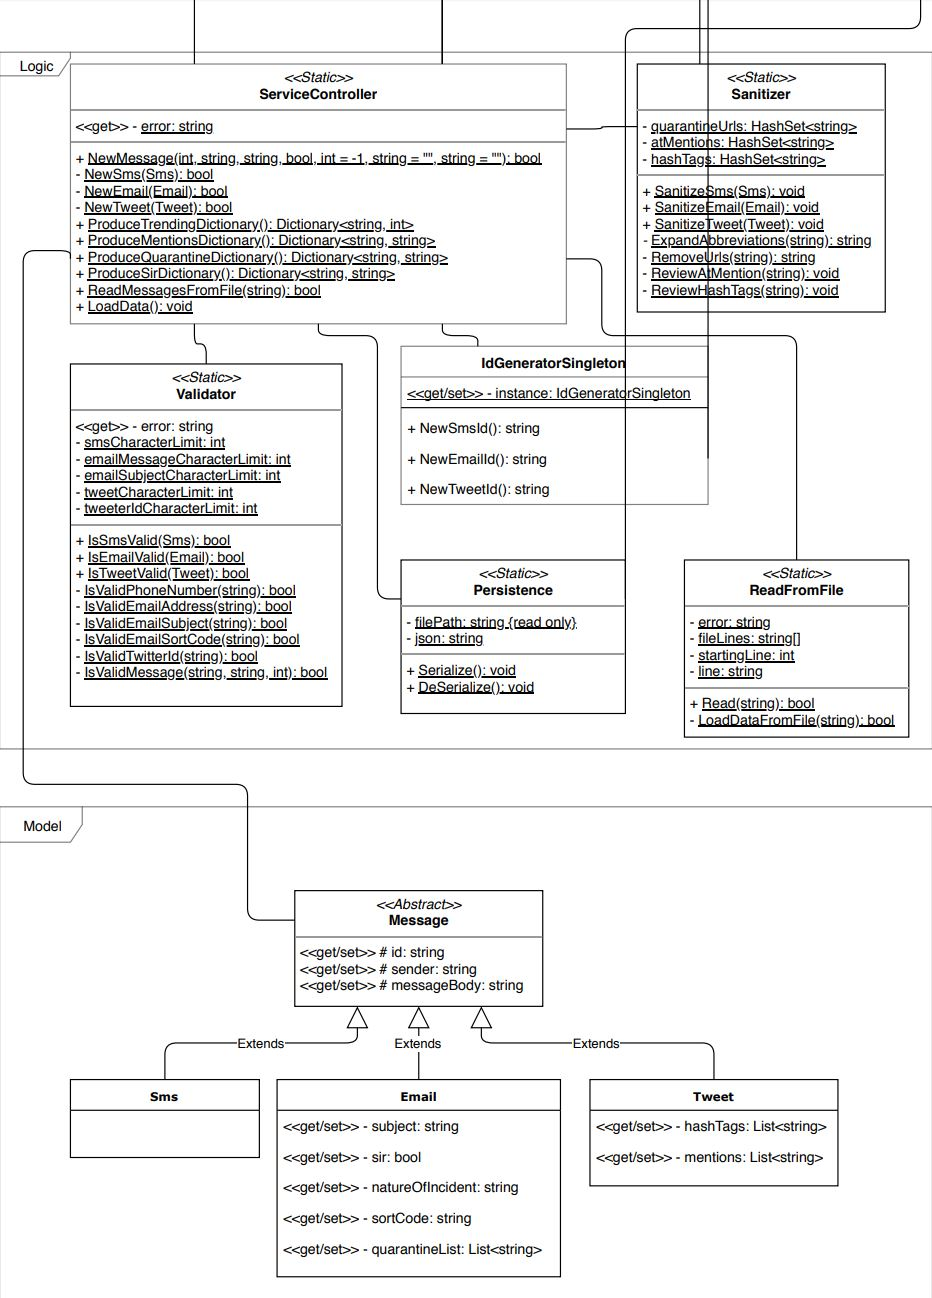 Logic
<<Static>>
ServiceController
<<get>> - error: string
+ NewMessage(int, string, string, bool, int = -1, string = "", string = ""): bool
- NewSms(Sms): bool
- NewEmail(Email): bool
- NewTweet(Tweet): bool
+ ProduceTrendingDictionary(): Dictionary<string, int>
+ ProduceMentionsDictionary(): Dictionary<string, string>
+ ProduceQuarantineDictionary(): Dictionary<string, string>
+ ProduceSirDictionary(): Dictionary<string, string>
+ ReadMessagesFromFile(string): bool
+ LoadData(): void
<<Static>>
Sanitizer
- quarantineUrls: HashSet<string>
- atMentions: HashSet<string>
- hashTags: HashSet<string>
+ SanitizeSms(Sms): void
+ SanitizeEmail(Email): void
+ SanitizeTweet(Tweet): void
- ExpandAbbreviations(string): string
- RemoveUrls(string): string
- ReviewAtMention(string): void
- ReviewHashTags(string): void
<<Static>>
Validator
<<get>> - error: string
- smsCharacterLimit: int
- emailMessageCharacterLimit: int
- emailSubjectCharacterLimit: int
- tweetCharacterLimit: int
- tweeterIdCharacterLimit: int
+ IsSmsValid(Sms): bool
+ IsEmailValid(Email): bool
+ IsTweetValid(Tweet): bool
- IsValidPhoneNumber(string): bool
- IsValidEmailAddress(string): bool
- IsValidEmailSubject(string): bool
- IsValidEmailSortCode(string): bool
- IsValidTwitterId(string): bool
- IsValidMessage(string, string, int): bool
IdGeneratorSingleton
<<get/set>> - instance: IdGeneratorSingleton
+ NewSmsId(): string
+ NewEmailId(): string
+ NewTweetId(): string
<<Static>>
Persistence
- filePath: string {read only}
- json: string
+ Serialize(): void
+ DeSerialize(): void
<<Static>>
ReadFromFile
- error: string
- fileLines: string[]
- startingLine: int
- line: string
+ Read(string): bool
- LoadDataFromFile(string): bool
Model
<<Abstract>>
Message
<<get/set>> # id: string
<<get/set>> # sender: string
<<get/set>> # messageBody: string
Extends
Extends
Extends
Sms
Email
<<get/set>> - subject: string
<<get/set>> - sir: bool
<<get/set>> - natureOfIncident: string
<<get/set>> - sortCode: string
<<get/set>> - quarantineList: List<string>
Tweet
<<get/set>> - hashTags: List<string>
<<get/set>> - mentions: List<string>